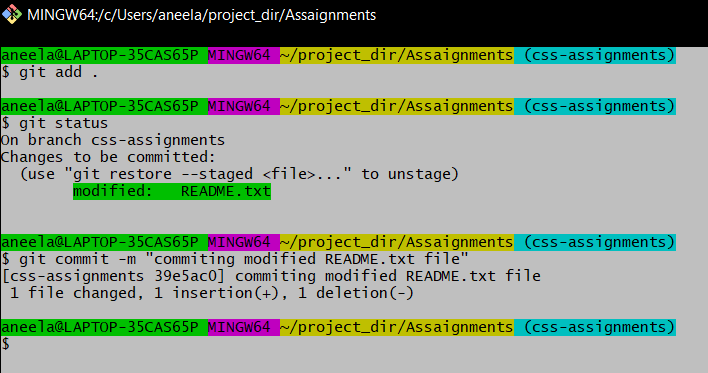 MINGW64:/c/Users/aneela/project_dir/Assaignments
aneela@LAPTOP-35CAS65P MINGW64 ~/project_dir/Assaignments (css-assignments)
$ git add .
aneela@LAPTOP-35CAS65P MINGW64 ~/project_dir/Assaignments (css-assignments)
$ git status
On branch css-assignments
Changes to be committed:
  (use "git restore --staged <file>..." to unstage)
        modified:   README.txt
aneela@LAPTOP-35CAS65P MINGW64 ~/project_dir/Assaignments (css-assignments)
$ git commit -m "commiting modified README.txt file"
[css-assignments 39e5ac0] commiting modified README.txt file
 1 file changed, 1 insertion(+), 1 deletion(-)
aneela@LAPTOP-35CAS65P MINGW64 ~/project_dir/Assaignments (css-assignments)
$